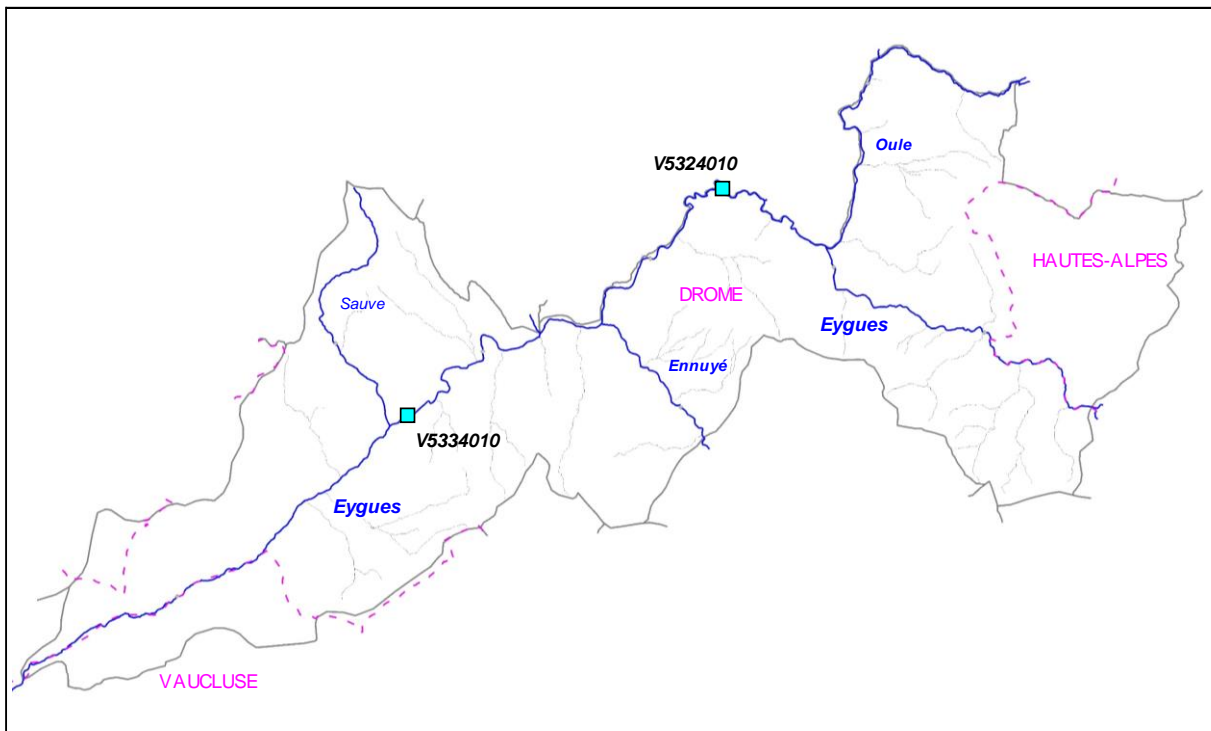 Oule
V5324010
HAUTES-ALPES
DROME
Sauve
Eygues
Ennuyé
V5334010
Eygues
VAUCLUSE